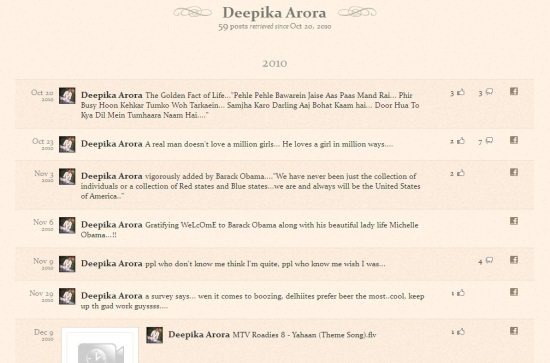 Deepika Arora
59 posts retrieved since Oct 20, 2010
2010
Oct 20
2010
Deepika Arora The Golden Fact of Life..."Pehle Pehle Bawarein Jaise Aas Paas Mand Rai... Phir
Busy Hoon Kehkar Tumko Woh Tarkaein... Samjha Karo Darling Aaj Bohat Kaam hai... Door Hua To
Kya Dil Mein Tumhaara Naam Hai...."
3 3
Oct 23
2010
Deepika Arora A real man doesn't love a million girls... He loves a girl in million ways....
2 7
Nov 3
2010
Deepika Arora vigorously added by Barack Obama...."We have never been just the collection of
individuals or a collection of Red states and Blue states...we are and always will be the United States
of America.."
2
Nov 6
2010
Deepika Arora Gratifying WeLcOmE to Barack Obama along with his beautiful lady life Michelle
Obama...!!
Nov 9
2010
Deepika Arora ppl who don't know me think I'm quite, ppl who know me wish I was...
4
Nov 29
2010
Deepika Arora a survey says... wen it comes to boozing, delhiites prefer beer the most..cool, keep
up th gud work guyssss....
1
Dec 9
2010
Deepika Arora MTV Roadies 8 - Yahaan (Theme Song).flv
1